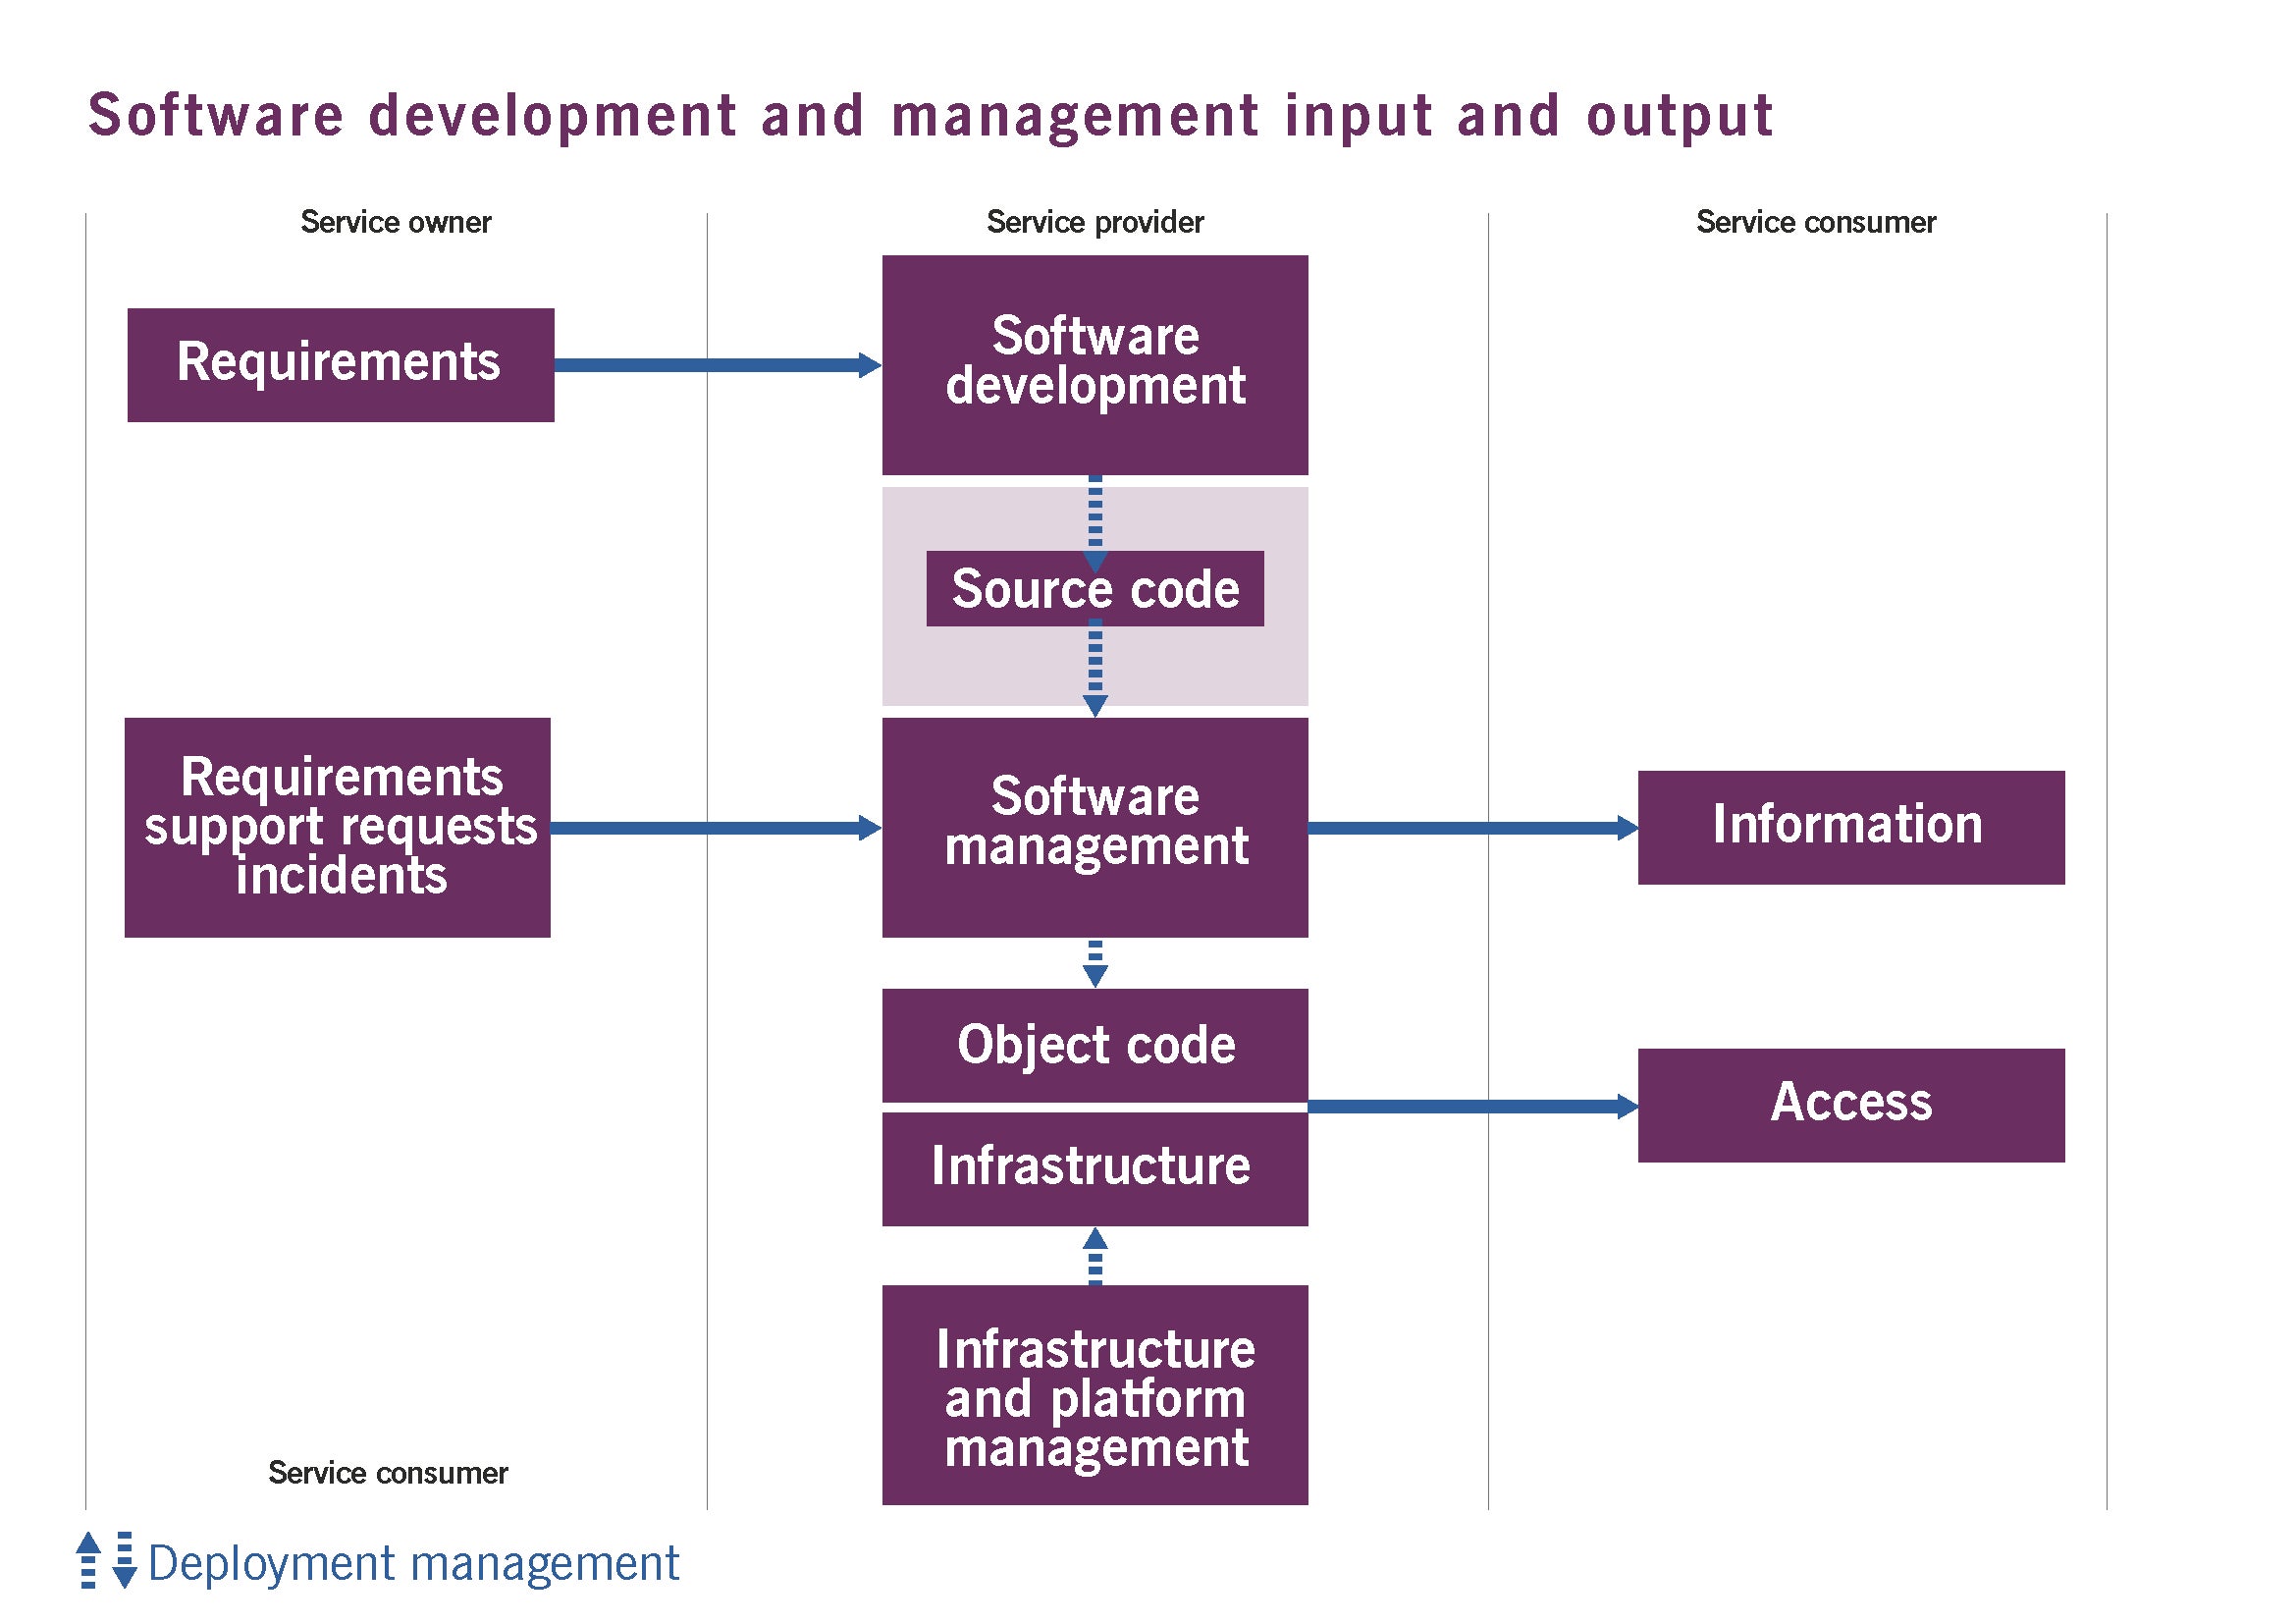 Software development and management input and output
Service owner
Service provider
Service consumer
Requirements
Software
development
Source code
Requirements
support requests
incidents
Software
management
Information
Object code
Access
Infrastructure
Infrastructure
and platform
management
Service consumer
Deployment management